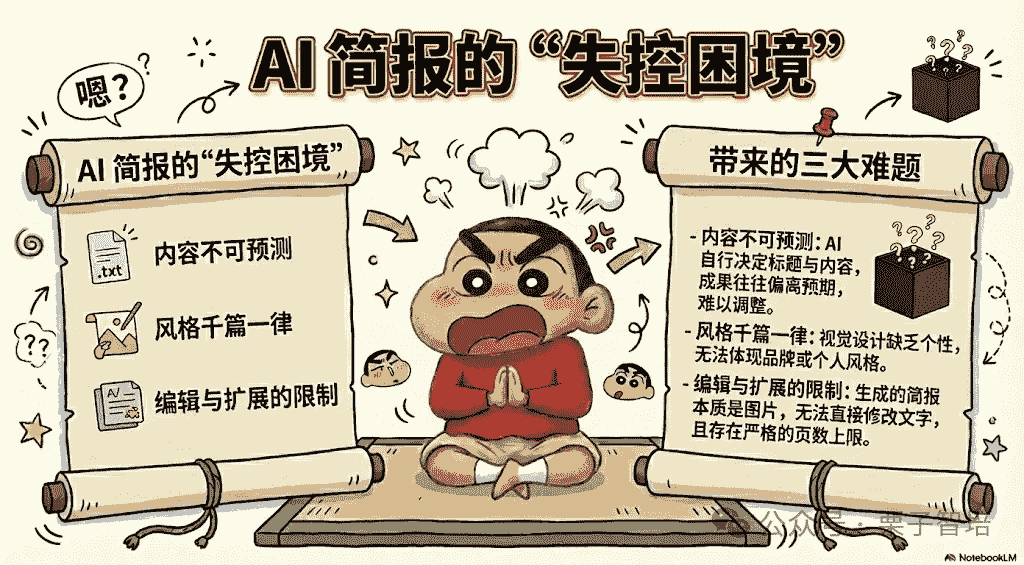 AI 简报的“失控困境”
嗯?
AI 简报的“失控困境”
.txt
内容不可预测
风格千篇一律
编辑与扩展的限制
??
带来的三大难题
- 内容不可预测：AI
自行决定标题与内容，
成果往往偏离预期，
难以调整。
- 风格千篇一律：视觉设计缺乏个性，
无法体现品牌或个人风格。
- 编辑与扩展的限制：生成的简报
本质是图片，无法直接修改文字，
且存在严格的页数上限。
公众号 · 栗子智培
NotebookLM